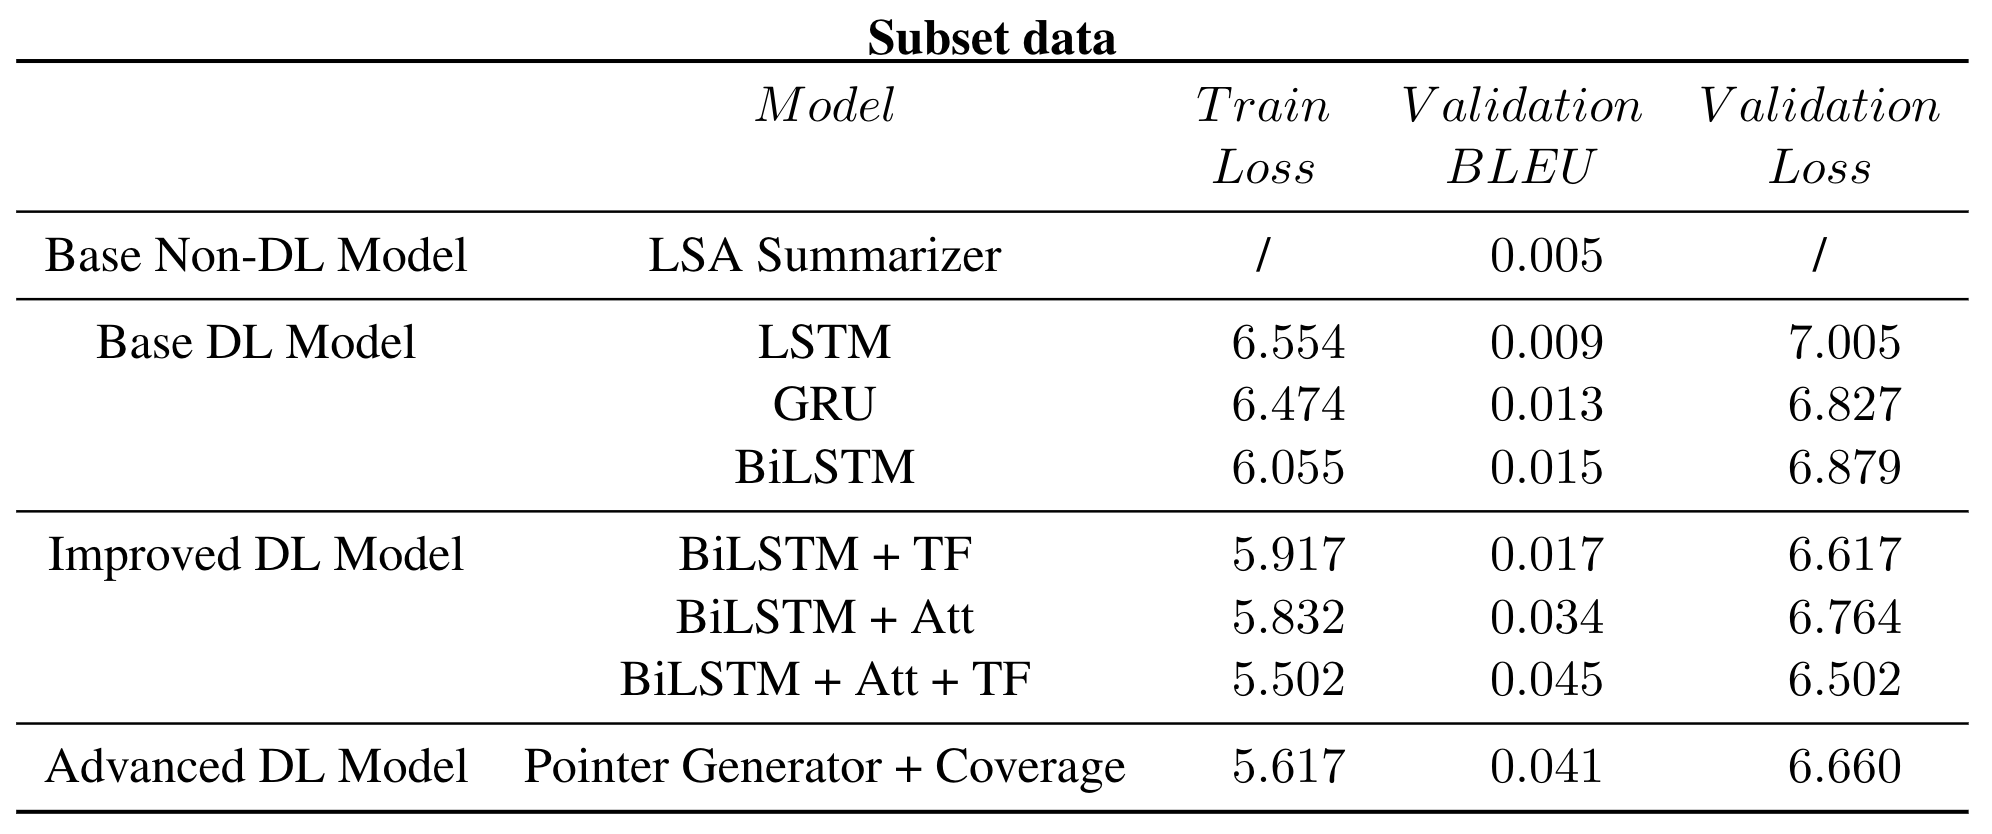 Subset data
Model Train Validation Validation
Loss BLEU Loss
Base Non-DL Model LSA Summarizer / 0.005 /
Base DL Model LSTM 6.554 0.009 7.005
GRU 6.474 0.013 6.827
BiLSTM 6.055 0.015 6.879
Improved DL Model BiLSTM + TF 5.917 0.017 6.617
BiLSTM + Att 5.832 0.034 6.764
BiLSTM + Att + TF 5.502 0.045 6.502
Advanced DL Model Pointer Generator + Coverage 5.617 0.041 6.660